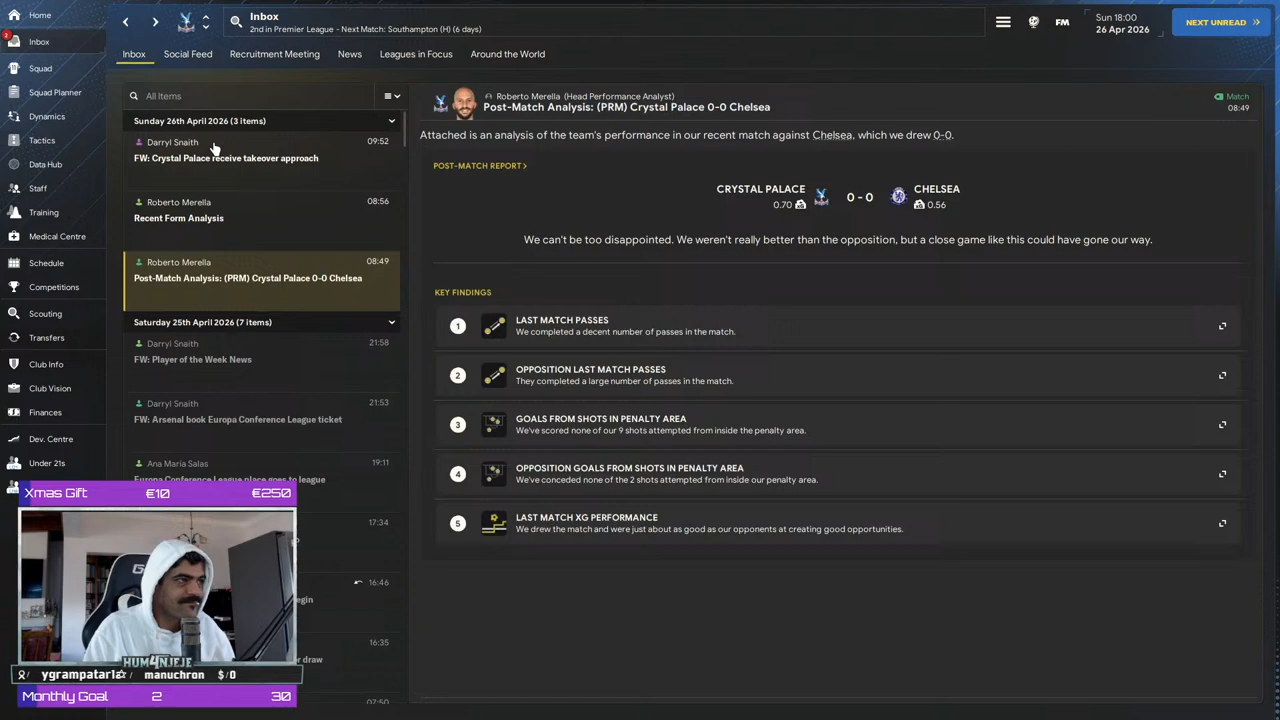 Home
Inbox
2
Squad
Squad Planner
Dynamics
Tactics
Data Hub
Staff
Training
Medical Centre
Schedule
Competitions
Scouting
Transfers
Club Info
Club Vision
Finances
Dev. Centre
Under 21s
Inbox
2nd in Premier League - Next Match: Southampton (H) (6 days)
FM
Sun 18:00
26 Apr 2026
NEXT UNREAD
Inbox
Social Feed
Recruitment Meeting
News
Leagues in Focus
Around the World
All Items
Sunday 26th April 2026 (3 items)
Darryl Snaith
09:52
FW: Crystal Palace receive takeover approach
Roberto Merella
08:56
Recent Form Analysis
Roberto Merella
08:49
Post-Match Analysis: (PRM) Crystal Palace 0-0 Chelsea
Saturday 25th April 2026 (7 items)
Darryl Snaith
21:58
FW: Player of the Week News
Darryl Snaith
21:53
FW: Arsenal book Europa Conference League ticket
Ana Maria Salas
19:11
Europa Conference League place goes to league
17:34
16:46
16:35
07:50
Roberto Merella (Head Performance Analyst)
Post-Match Analysis: (PRM) Crystal Palace 0-0 Chelsea
Match
08:49
Attached is an analysis of the team's performance in our recent match against Chelsea, which we drew 0-0.
POST-MATCH REPORT >
CRYSTAL PALACE
0.70
0 - 0
CHELSEA
0.56
We can't be too disappointed. We weren't really better than the opposition, but a close game like this could have gone our way.
KEY FINDINGS
1
LAST MATCH PASSES
We completed a decent number of passes in the match.
2
OPPOSITION LAST MATCH PASSES
They completed a large number of passes in the match.
3
GOALS FROM SHOTS IN PENALTY AREA
We've scored none of our 9 shots attempted from inside the penalty area.
4
OPPOSITION GOALS FROM SHOTS IN PENALTY AREA
We've conceded none of the 2 shots attempted from inside our penalty area.
5
LAST MATCH XG PERFORMANCE
We drew the match and were just about as good as our opponents at creating good opportunities.
Xmas Gift €10 €250
HUM4NJEJE
ygrampataria / manuchron $/0
Monthly Goal 2 30